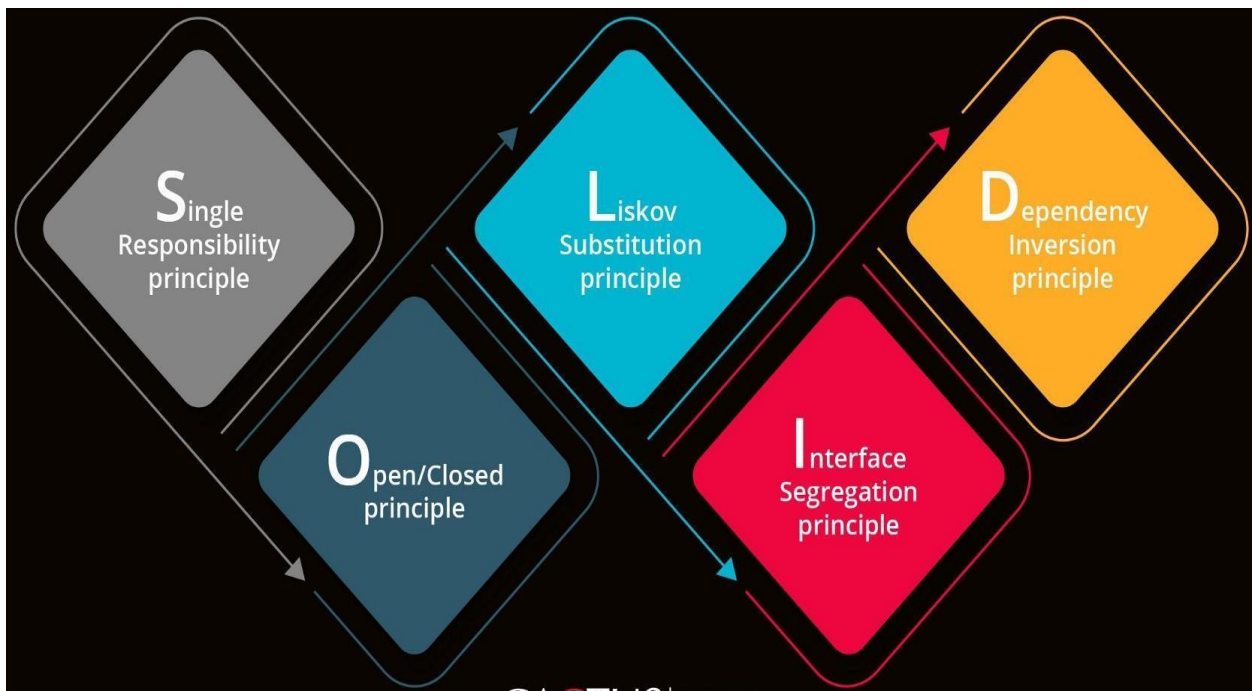 Single
Responsibility
principle
Open/Closed
principle
Liskov
Substitution
principle
Interface
Segregation
principle
Dependency
Inversion
principle